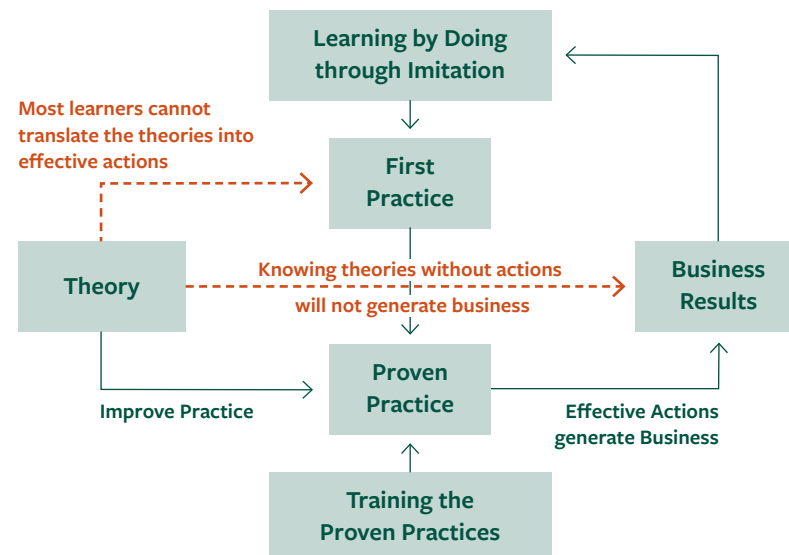 Learning by Doing
through Imitation
Most learners cannot
translate the theories into
effective actions
First
Practice
Theory
Knowing theories without actions
will not generate business
Business
Results
Proven
Practice
Improve Practice
Effective Actions
generate Business
Training the
Proven Practices